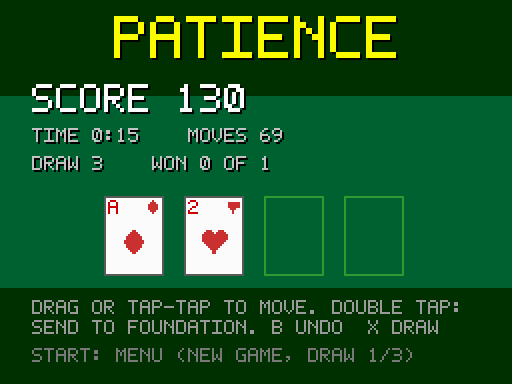 PATIENCE
SCORE 130
TIME 0:15 MOVES 69
DRAW 3 WON 0 OF 1
A 2
DRAG OR TAP-TAP TO MOVE. DOUBLE TAP:
SEND TO FOUNDATION. B UNDO X DRAW
START: MENU (NEW GAME, DRAW 1/3)